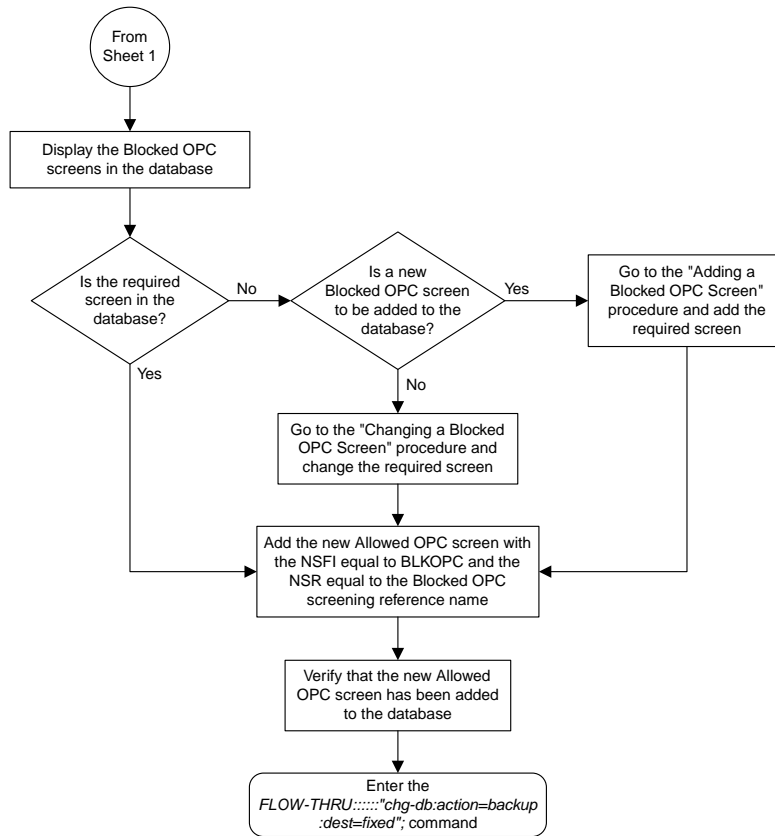 From
Sheet 1
Display the Blocked OPC
screens in the database
Is the required
screen in the
database?
No
Is a new
Blocked OPC screen
to be added to the
database?
Yes
Go to the "Adding a
Blocked OPC Screen"
procedure and add the
required screen
Yes
No
Go to the "Changing a Blocked
OPC Screen" procedure and
change the required screen
Add the new Allowed OPC screen with
the NSFI equal to BLKOPC and the
NSR equal to the Blocked OPC
screening reference name
Verify that the new Allowed
OPC screen has been added
to the database
Enter the
FLOW-THRU::::::"chg-db:action=backup
:dest=fixed"; command